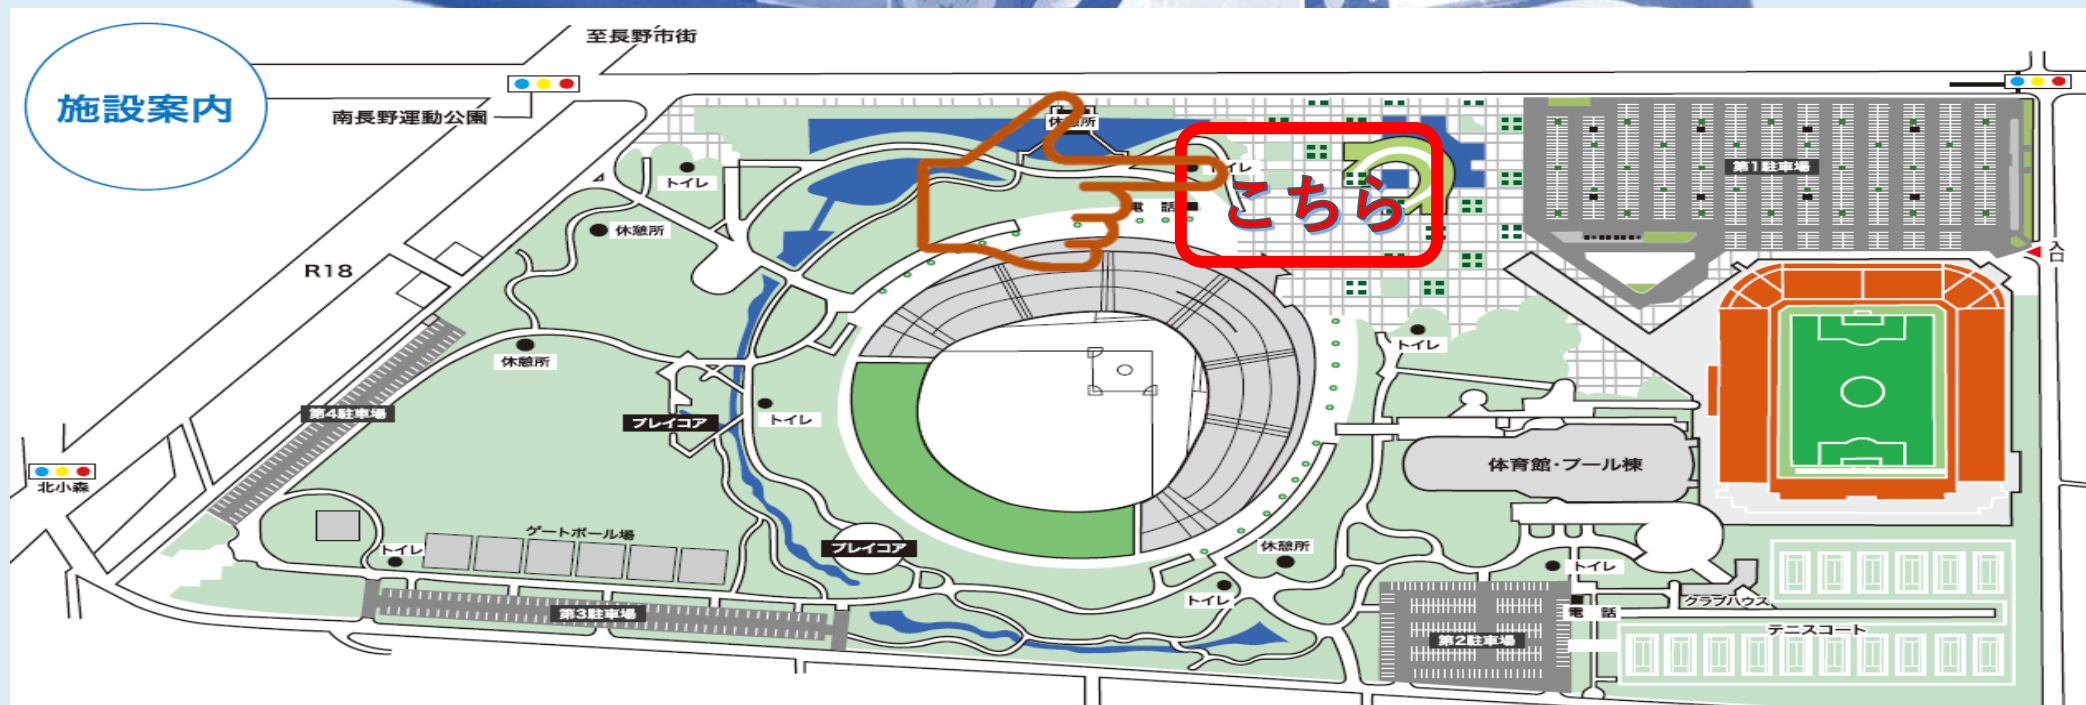 至長野市街
施設案内
南長野運動公園
休憩所
トイレ
トイレ
第1駐車場
こちら
電話
休憩所
入口
R18
トイレ
休憩所
第4駐車場
プレイコア
トイレ
体育館・プール棟
北小森
ゲートボール場
トイレ
プレイコア
休憩所
トイレ
トイレ
クラブハウス
第3駐車場
電話
テニスコート
第2駐車場